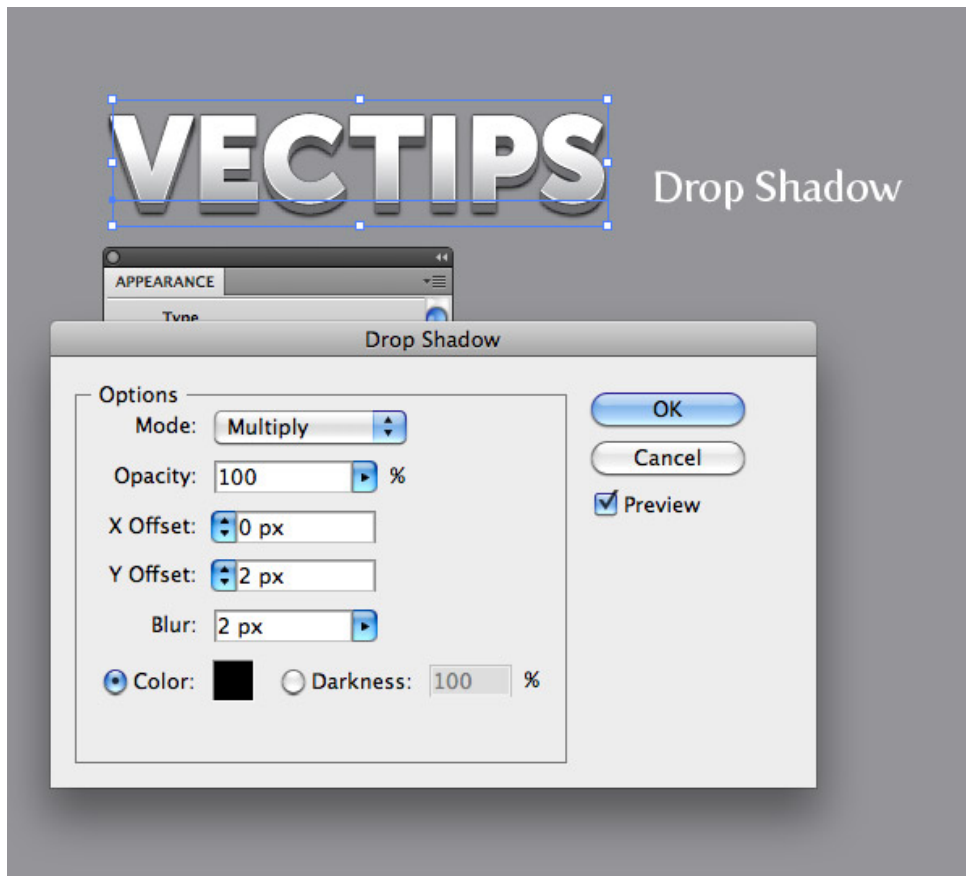 VECTIPS
Drop Shadow
APPEARANCE
Type
Drop Shadow
Options
Mode: Multiply
Opacity: 100 %
X Offset: 0 px
Y Offset: 2 px
Blur: 2 px
Color: Darkness: 100 %
OK
Cancel
Preview